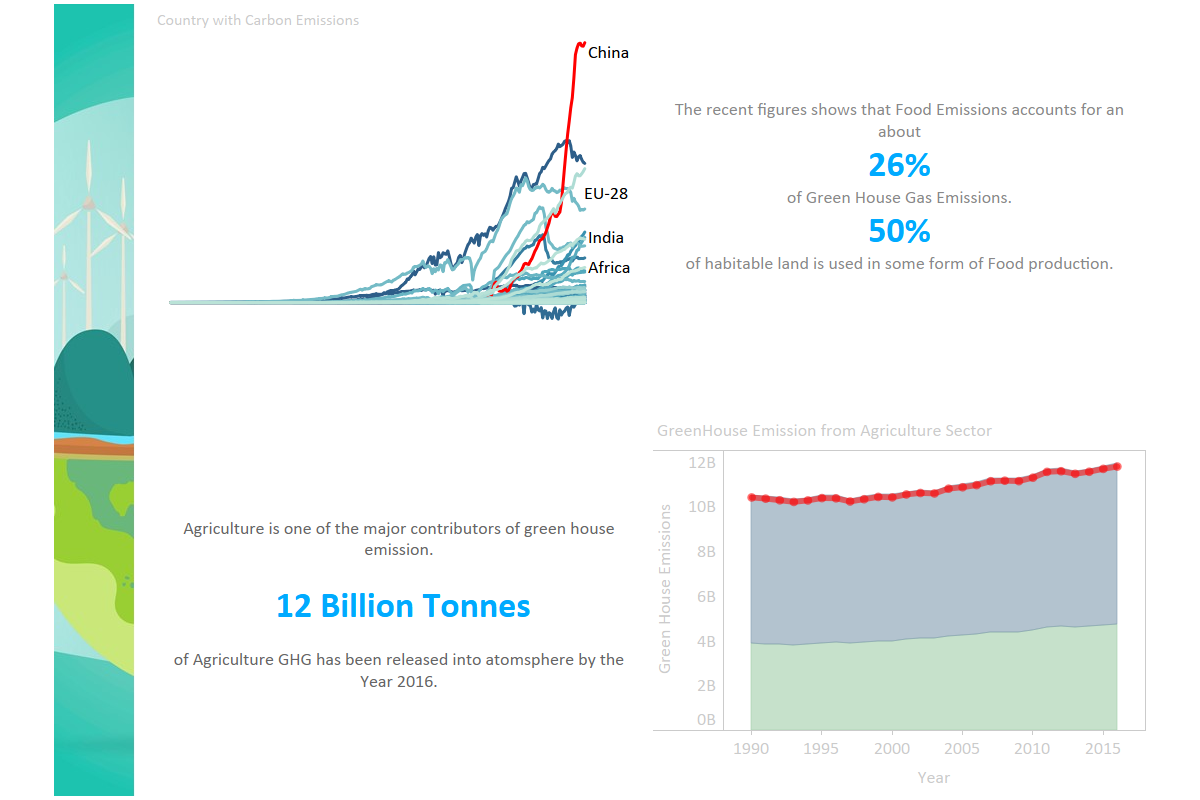 Country with Carbon Emissions
China
EU-28
India
Africa
The recent figures shows that Food Emissions accounts for an
about
26%
of Green House Gas Emissions.
50%
of habitable land is used in some form of Food production.
Agriculture is one of the major contributors of green house
emission.
12 Billion Tonnes
of Agriculture GHG has been released into atomsphere by the
Year 2016.
GreenHouse Emission from Agriculture Sector
Green House Emissions
12B
10B
8B
6B
4B
2B
0B
1990 1995 2000 2005 2010 2015
Year